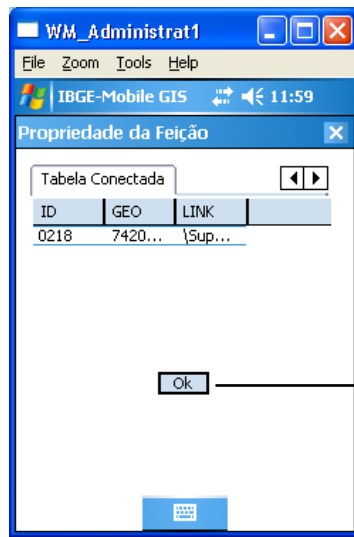 WM_Administrat1
File Zoom Tools Help
IBGE-Mobile GIS 11:59
Propriedade da Feição
Tabela Conectada
ID GEO LINK
0218 7420... \Sup...
Ok